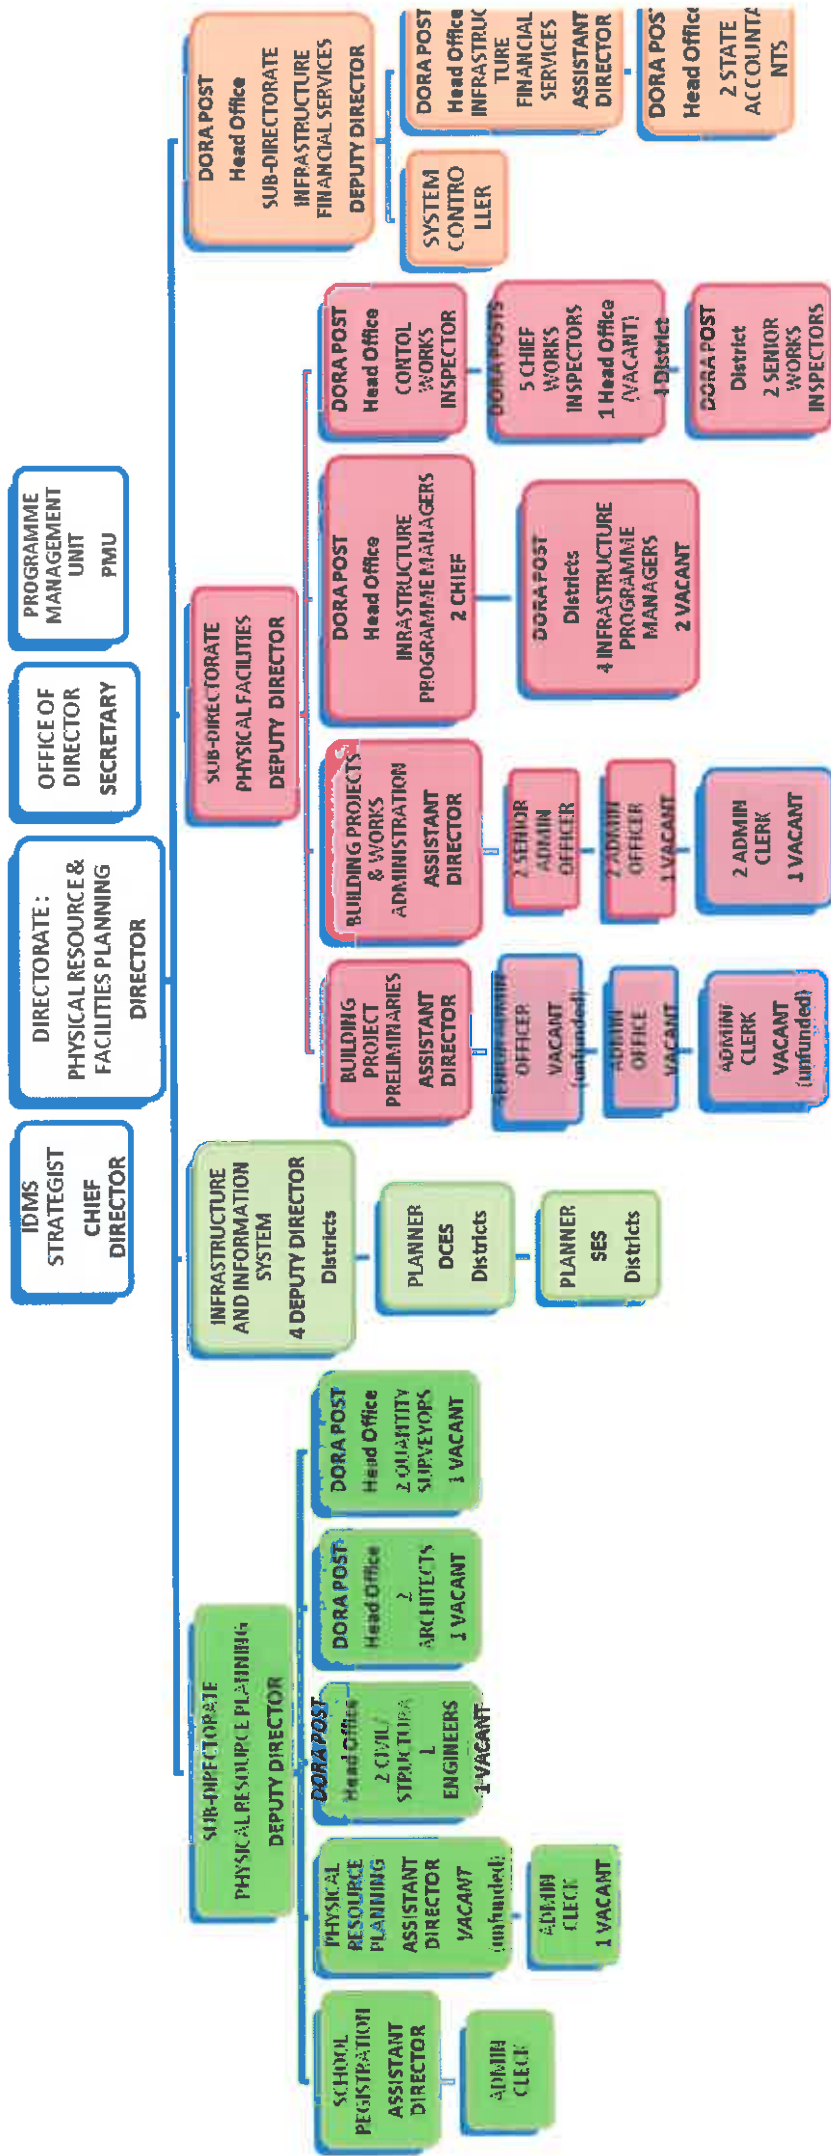 IDMS
STRATEGIST
CHIEF
DIRECTOR
DIRECTORATE :
PHYSICAL RESOURCE &
FACILITIES PLANNING
DIRECTOR
OFFICE OF
DIRECTOR
SECRETARY
PROGRAMME
MANAGEMENT
UNIT
PMU
SUB-DIRECTORATE
PHYSICAL RESOURCE PLANNING
DEPUTY DIRECTOR
SCHOOL
REGISTRATION
ASSISTANT
DIRECTOR
ADMIN
CLECK
PHYSICAL
RESOURCE
PLANNING
ASSISTANT
DIRECTOR
VACANT
(unfunded)
ADMIN
CLECK
1 VACANT
DORA POST
Head Office
2 CIVIL/
STRUCTURA
L
ENGINEERS
1 VACANT
DORA POST
Head Office
2
ARCHITECTS
1 VACANT
DORA POST
Head Office
2 QUANTITY
SURVEYORS
1 VACANT
INFRASTRUCTURE
AND INFORMATION
SYSTEM
4 DEPUTY DIRECTOR
Districts
PLANNER
DCES
Districts
PLANNER
SES
Districts
SUB-DIRECTORATE
PHYSICAL FACILITIES
DEPUTY DIRECTOR
BUILDING
PROJECT
PRELIMINARIES
ASSISTANT
DIRECTOR
SENIOR ADMIN
OFFICER
VACANT
(unfunded)
ADMIN
OFFICE
VACANT
ADMINI
CLERK
VACANT
(unfunded)
BUILDING PROJECTS
& WORKS
ADMINISTRATION
ASSISTANT
DIRECTOR
2 SENIOR
ADMIN
OFFICER
2 ADMIN
OFFICER
1 VACANT
2 ADMIN
CLERK
1 VACANT
DORA POST
Head Office
INRASTRUCTURE
PROGRAMME MANAGERS
2 CHIEF
DORA POST
Districts
4 INFRASTRUCTURE
PROGRAMME
MANAGERS
2 VACANT
DORA POST
Head Office
CONTOL
WORKS
INSPECTOR
DORA POSTS
5 CHIEF
WORKS
INSPECTORS
1 Head Office
(VACANT)
District
DORA POST
District
2 SENIOR
WORKS
INSPECTORS
DORA POST
Head Office
SUB-DIRECTORATE
INFRASTRUCTURE
FINANCIAL SERVICES
DEPUTY DIRECTOR
SYSTEM
CONTRO
LLER
DORA POST
Head Office
INFRASTRUC
TURE
FINANCIAL
SERVICES
ASSISTANT
DIRECTOR
DORA POST
Head Office
2 STATE
ACCOUNTA
NTS